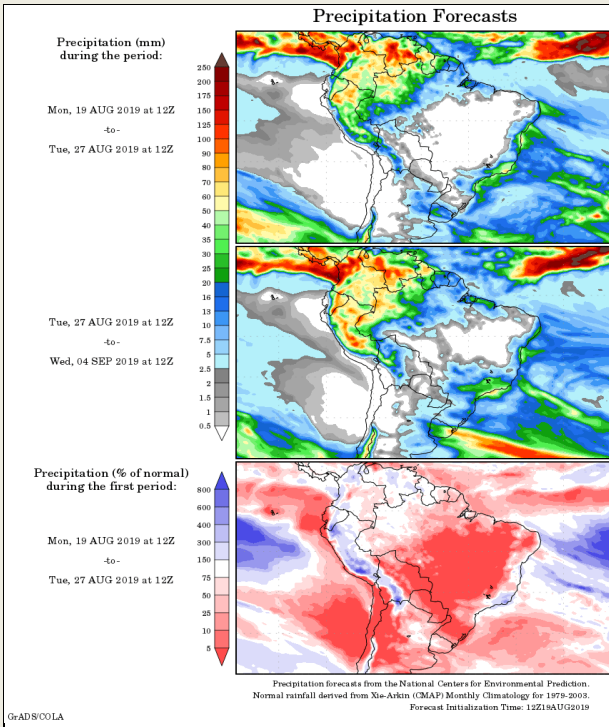 Precipitation Forecasts
Precipitation (mm)
during the period:
Mon, 19 AUG 2019 at 12Z
-to-
Tue, 27 AUG 2019 at 12Z
250
200
175
150
125
100
90
80
70
60
50
40
35
30
25
20
16
13
10
7.5
5
2.5
2
1.5
1
0.5
Tue, 27 AUG 2019 at 12Z
-to-
Wed, 04 SEP 2019 at 12Z
Precipitation (% of normal)
during the first period:
Mon, 19 AUG 2019 at 12Z
-to-
Tue, 27 AUG 2019 at 12Z
800
600
400
300
150
75
50
25
10
5
Precipitation forecasts from the National Centers for Environmental Prediction.
Normal rainfall derived from Xie-Arkin (CMAP) Monthly Climatology for 1979-2003.
Forecast Initialization Time: 12Z19AUG2019
GrADS/COLA